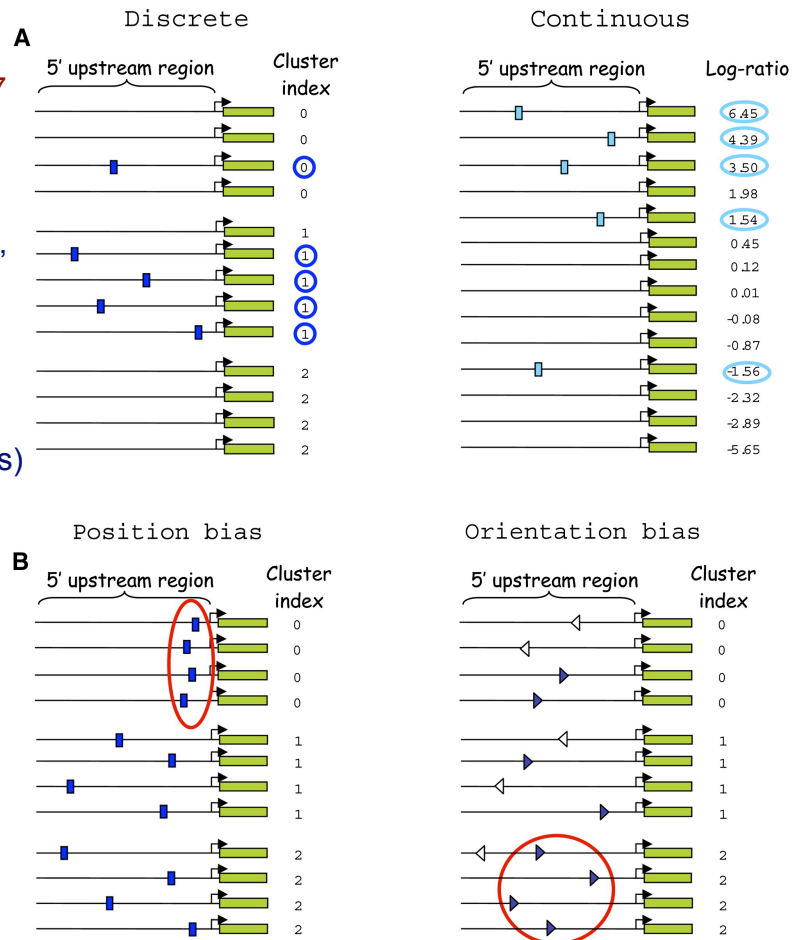 Discrete
Continuous
A
5' upstream region
Cluster
index
0
0
0
0
1
1
1
1
1
2
2
2
2
5' upstream region
Log-ratio
6.45
4.39
3.50
1.98
1.54
0.45
0.12
0.01
-0.08
-0.87
-1.56
-2.32
-2.89
-5.65
s)
Position bias
Orientation bias
B
5' upstream region
Cluster
index
0
0
0
0
1
1
1
1
2
2
2
2
5' upstream region
Cluster
index
0
0
0
0
1
1
1
1
2
2
2
2